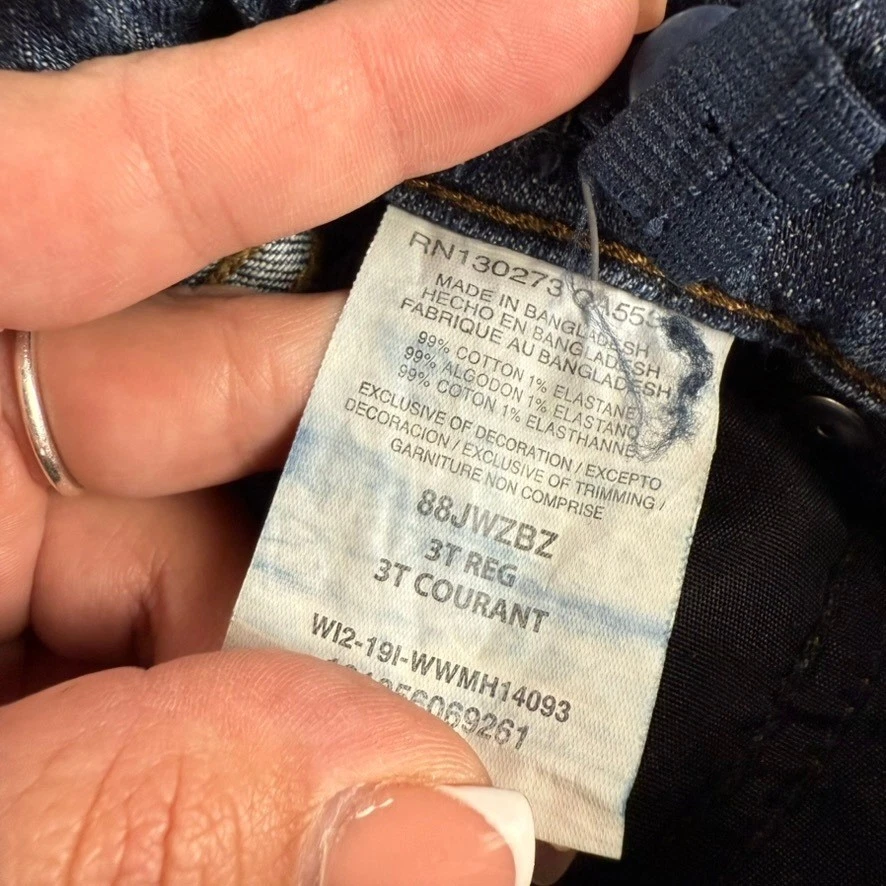 RN130273
MADE IN BANGLADESH
HECHO EN BANGLADESH
FABRIQUE AU BANGLADESH
99% COTTON 1% ELASTANE
99% ALGODON 1% ELASTANO
99% COTON 1% ELASTHANNE
EXCLUSIVE OF DECORATION / EXCEPTO
DECORACION / EXCLUSIVE OF TRIMMING /
GARNITURE NON COMPRISE
88JWZBZ
3T REG
3T COURANT
WI2-19I-WWMH14093